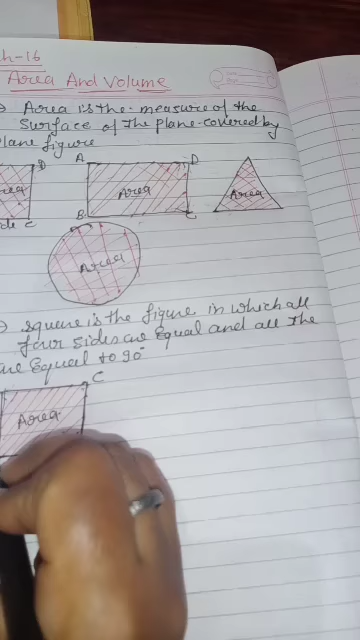 Ch-16
Area And Volume
Area is the measure of the
surface of The plane covered by
plane figure
A D
D
Area Area Area
B C
C
Area
square is the figure in which all
four sides are Equal and all The
are Equal to 90°
C
Area